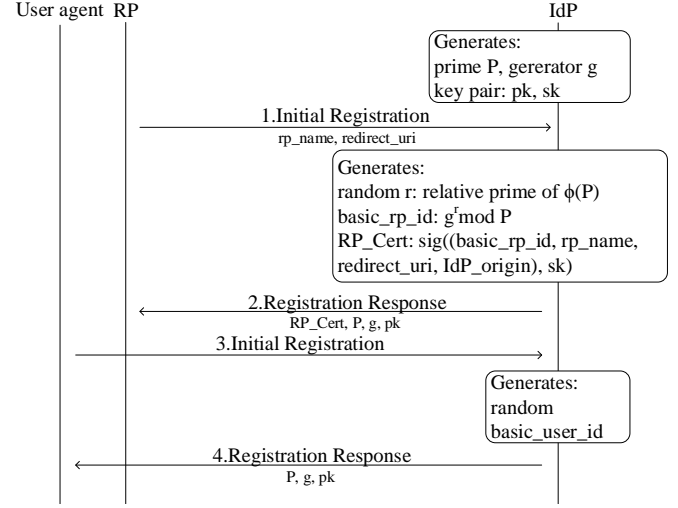 User agent RP IdP
Generates:
prime P, gererator g
key pair: pk, sk
1.Initial Registration
rp_name, redirect_uri
Generates:
random r: relative prime of ϕ(P)
basic_rp_id: gʳmod P
RP_Cert: sig((basic_rp_id, rp_name,
redirect_uri, IdP_origin), sk)
2.Registration Response
RP_Cert, P, g, pk
3.Initial Registration
Generates:
random
basic_user_id
4.Registration Response
P, g, pk